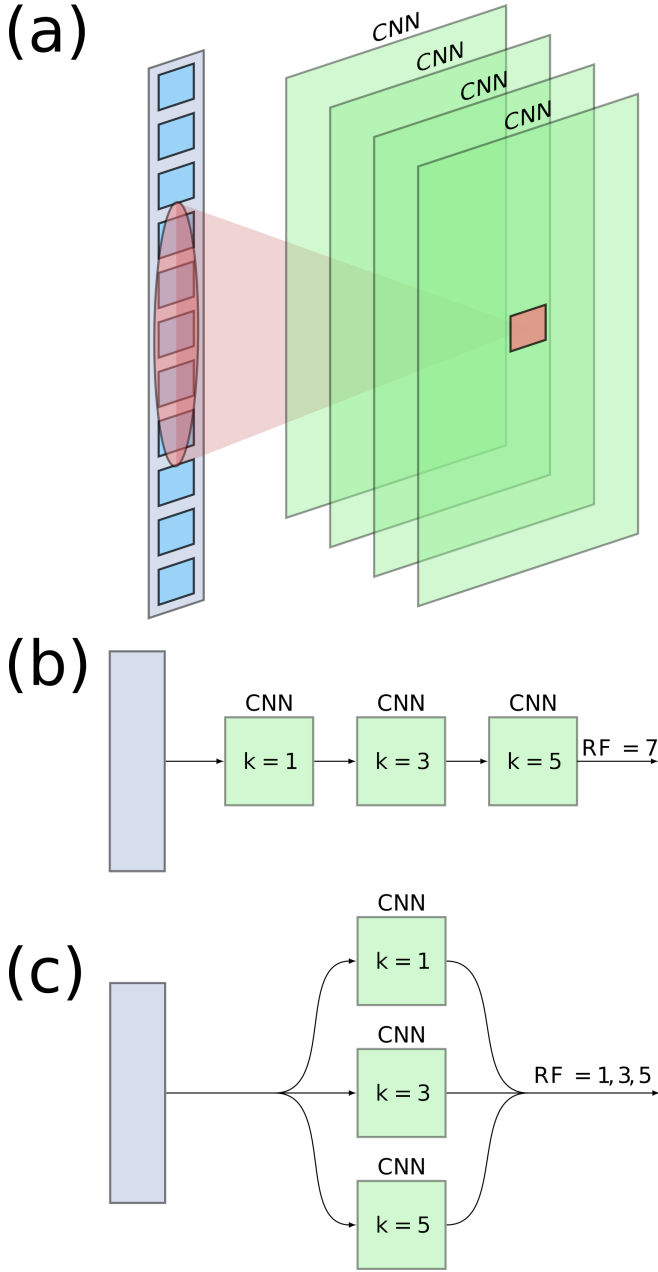 (a)
CNN
CNN
CNN
CNN
(b)
CNN CNN CNN
k = 1 k = 3 k = 5 RF = 7
(c)
CNN
k = 1
CNN
k = 3 RF = 1, 3, 5
CNN
k = 5